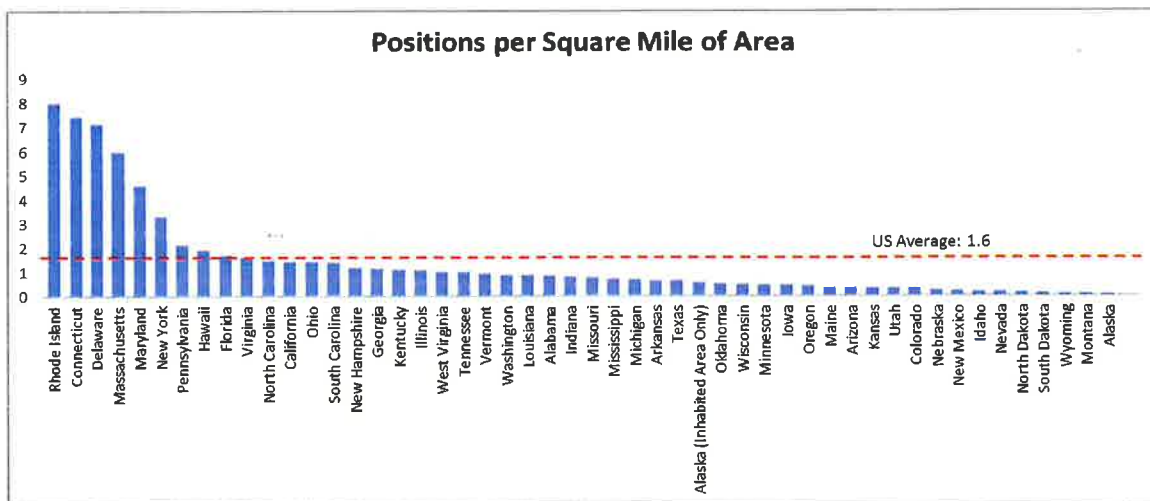 Positions per Square Mile of Area
9
8
7
6
5
4
3
2
1
0
US Average: 1.6
Rhode Island
Connecticut
Delaware
Massachusetts
Maryland
New York
Pennsylvania
Hawaii
Florida
Virginia
North Carolina
California
Ohio
South Carolina
New Hampshire
Georgia
Kentucky
Illinois
West Virginia
Tennessee
Vermont
Washington
Louisiana
Alabama
Indiana
Missouri
Mississippi
Michigan
Arkansas
Texas
Alaska (Inhabited Area Only)
Oklahoma
Wisconsin
Minnesota
Iowa
Oregon
Maine
Arizona
Kansas
Utah
Colorado
Nebraska
New Mexico
Idaho
Nevada
North Dakota
South Dakota
Wyoming
Montana
Alaska